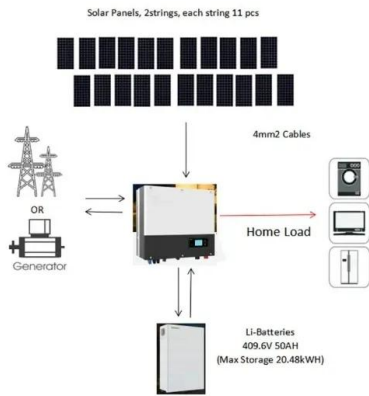 Solar Panels, 2strings, each string 11 pcs
4mm2 Cables
OR
Generator
Home Load
Li-Batteries
409.6V 50AH
(Max Storage 20.48kWH)